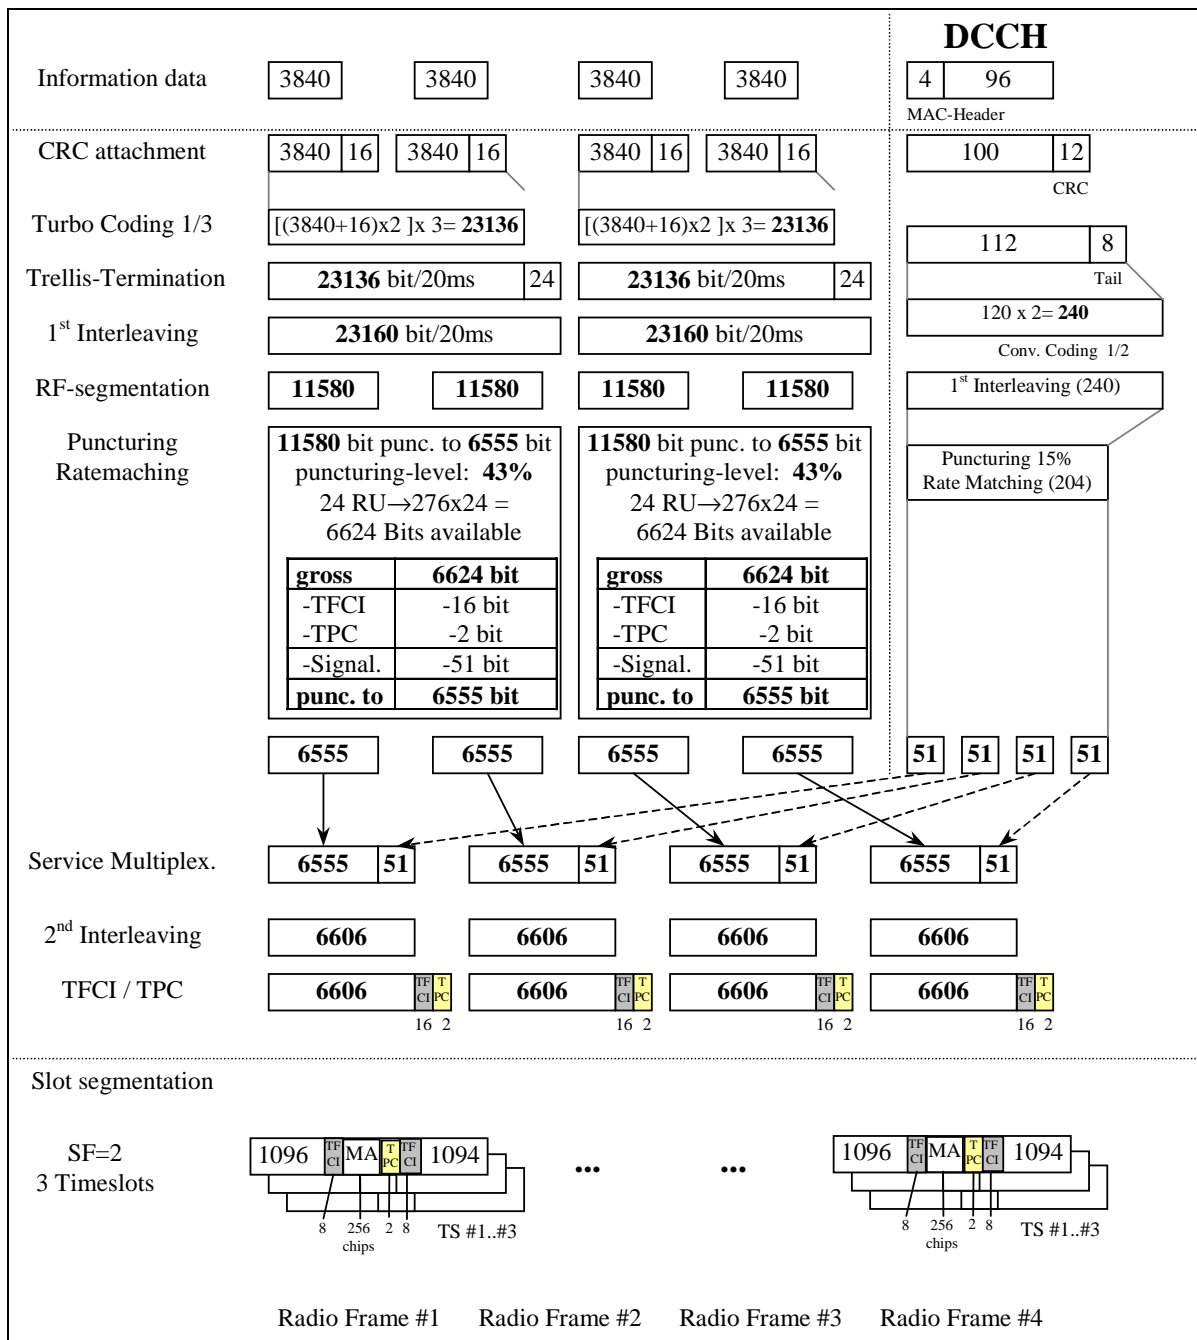 DCCH
Information data 3840 3840 3840 3840 4 96
MAC-Header
CRC attachment 3840 16 3840 16 3840 16 3840 16 100 12
CRC
Turbo Coding 1/3 [(3840+16)x2 ]x 3= 23136 [(3840+16)x2 ]x 3= 23136 112 8
Trellis-Termination 23136 bit/20ms 24 23136 bit/20ms 24 Tail
120 x 2= 240
1st Interleaving 23160 bit/20ms 23160 bit/20ms
Conv. Coding 1/2
RF-segmentation 11580 11580 11580 11580 1st Interleaving (240)
Puncturing 11580 bit punc. to 6555 bit 11580 bit punc. to 6555 bit Puncturing 15%
Ratemaching puncturing-level: 43% puncturing-level: 43% Rate Matching (204)
24 RU→276x24 = 24 RU→276x24 =
6624 Bits available 6624 Bits available
gross 6624 bit gross 6624 bit
-TFCI -16 bit -TFCI -16 bit
-TPC -2 bit -TPC -2 bit
-Signal. -51 bit -Signal. -51 bit
punc. to 6555 bit punc. to 6555 bit
6555 6555 6555 6555 51 51 51 51
Service Multiplex. 6555 51 6555 51 6555 51 6555 51
2nd Interleaving 6606 6606 6606 6606
TFCI / TPC 6606 TF CI T PC 6606 TF CI T PC 6606 TF CI T PC 6606 TF CI T PC
16 2 16 2 16 2 16 2
Slot segmentation
SF=2 1096 TF CI MA T PC TF CI 1094 ... ... 1096 TF CI MA T PC TF CI 1094
3 Timeslots
8 256 2 8 TS #1..#3 8 256 2 8 TS #1..#3
chips chips
Radio Frame #1 Radio Frame #2 Radio Frame #3 Radio Frame #4